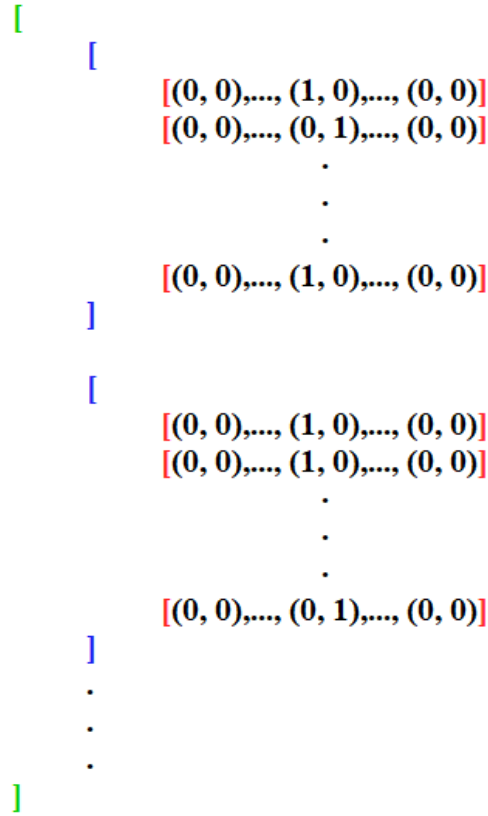 [
[
[(0, 0),..., (1, 0),..., (0, 0)]
[(0, 0),..., (0, 1),..., (0, 0)]
.
.
.
[(0, 0),..., (1, 0),..., (0, 0)]
]
[
[(0, 0),..., (1, 0),..., (0, 0)]
[(0, 0),..., (1, 0),..., (0, 0)]
.
.
.
[(0, 0),..., (0, 1),..., (0, 0)]
]
.
.
.
]